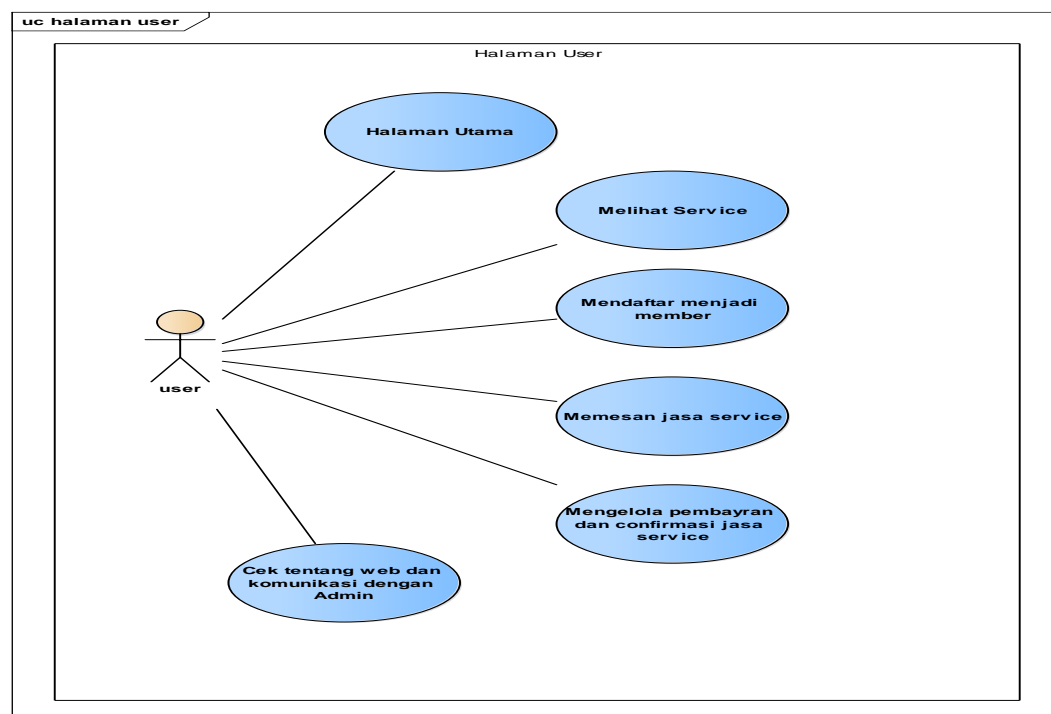 uc halaman user
Halaman User
Halaman Utama
Melihat Service
Mendaftar menjadi
member
user
Memesan jasa service
Mengelola pembayran
dan confirmasi jasa
service
Cek tentang web dan
komunikasi dengan
Admin